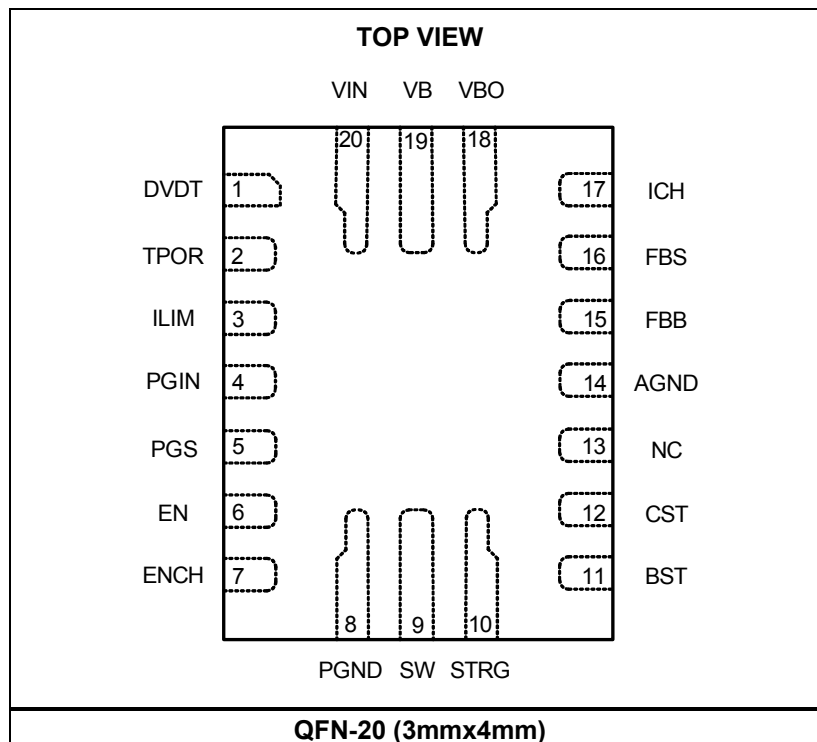 TOP VIEW
VIN VB VBO
20 19 18
DVDT 1 17 ICH
TPOR 2 16 FBS
ILIM 3 15 FBB
PGIN 4 14 AGND
PGS 5 13 NC
EN 6 12 CST
ENCH 7 11 BST
8 9 10
PGND SW STRG
QFN-20 (3mmx4mm)